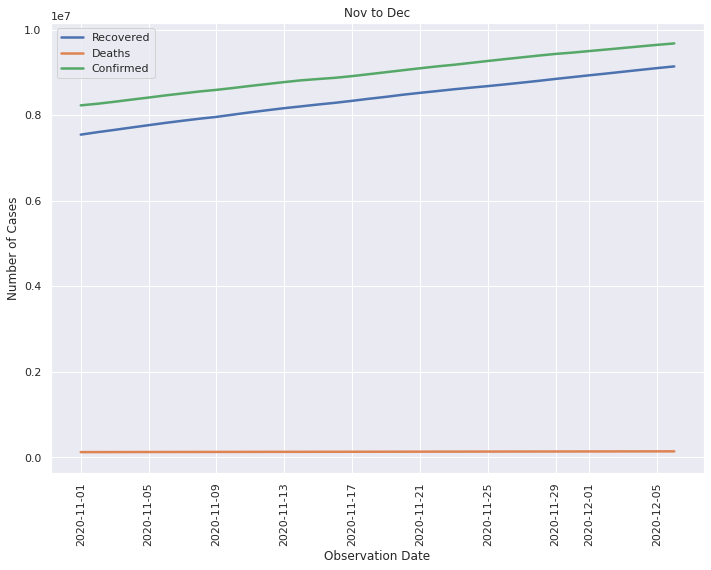 Nov to Dec
1e7
Recovered
Deaths
Confirmed
1.0
0.8
0.6
0.4
0.2
0.0
Number of Cases
2020-11-01
2020-11-05
2020-11-09
2020-11-13
2020-11-17
2020-11-21
2020-11-25
2020-11-29
2020-12-01
2020-12-05
Observation Date